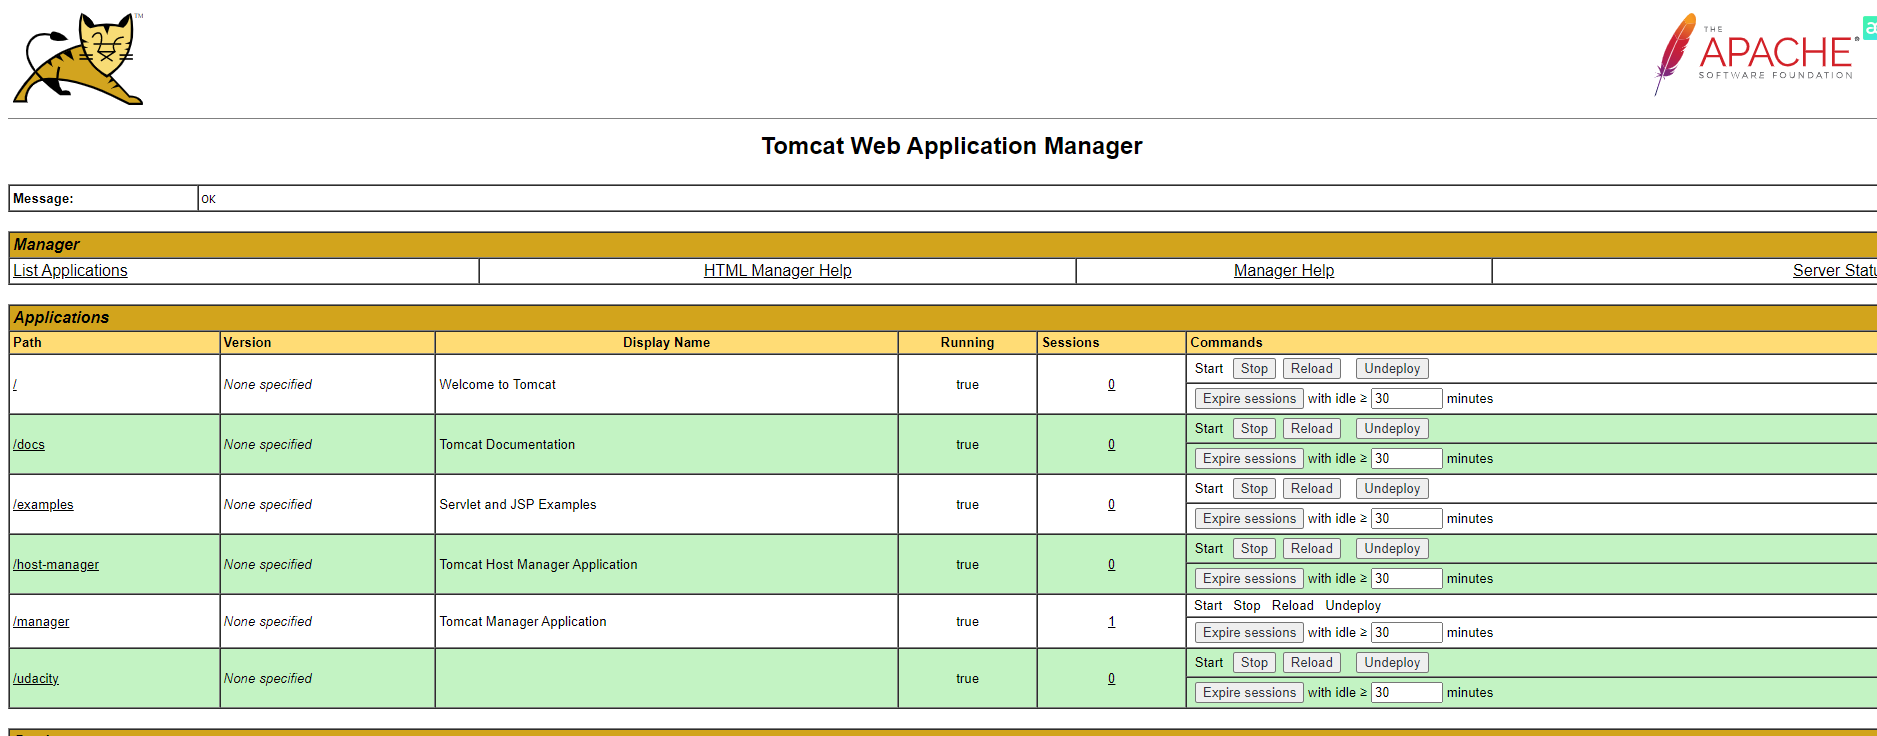 TM
THE
APACHE®
SOFTWARE FOUNDATION
Tomcat Web Application Manager
Message: OK
Manager
List Applications HTML Manager Help Manager Help Server Statu
Applications
Path Version Display Name Running Sessions Commands
/ None specified Welcome to Tomcat true 0 Start Stop Reload Undeploy
Expire sessions with idle ≥ 30 minutes
/docs None specified Tomcat Documentation true 0 Start Stop Reload Undeploy
Expire sessions with idle ≥ 30 minutes
/examples None specified Servlet and JSP Examples true 0 Start Stop Reload Undeploy
Expire sessions with idle ≥ 30 minutes
/host-manager None specified Tomcat Host Manager Application true 0 Start Stop Reload Undeploy
Expire sessions with idle ≥ 30 minutes
/manager None specified Tomcat Manager Application true 1 Start Stop Reload Undeploy
Expire sessions with idle ≥ 30 minutes
/udacity None specified true 0 Start Stop Reload Undeploy
Expire sessions with idle ≥ 30 minutes